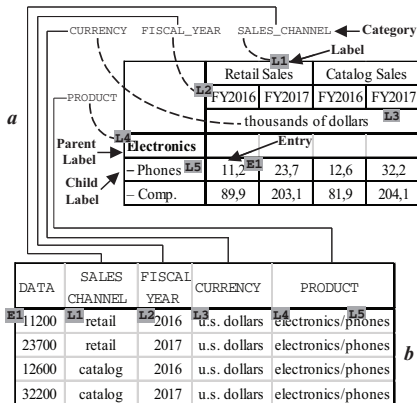 CURRENCY FISCAL_YEAR SALES_CHANNEL Category
L1 Label
Retail Sales Catalog Sales
L2 FY2016 FY2017 FY2016 FY2017
PRODUCT
a
thousands of dollars L3
L4
Parent Label Electronics Entry
Child Label – Phones L5 11,2 E1 23,7 12,6 32,2
– Comp. 89,9 203,1 81,9 204,1
DATA SALES CHANNEL FISCAL YEAR CURRENCY PRODUCT
E1 11200 L1 retail L2 2016 L3 u.s. dollars L4 electronics/phones L5
23700 retail 2017 u.s. dollars electronics/phones
b
12600 catalog 2016 u.s. dollars electronics/phones
32200 catalog 2017 u.s. dollars electronics/phones